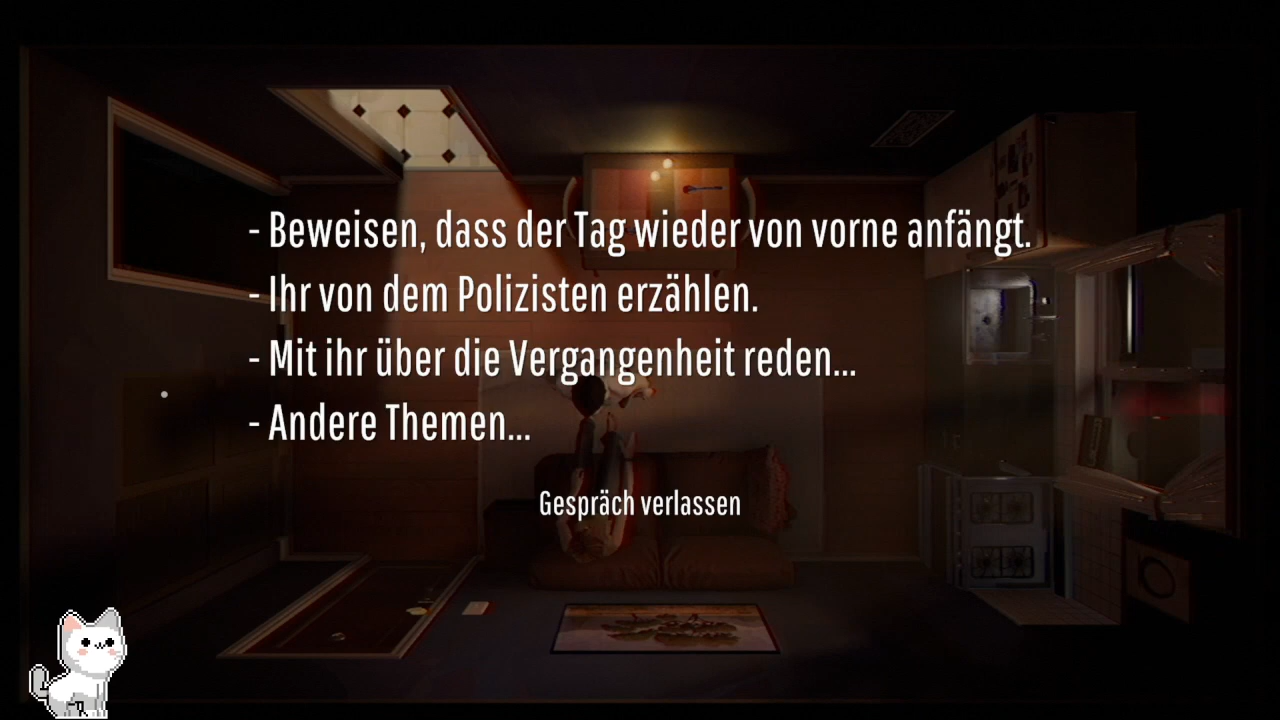 - Beweisen, dass der Tag wieder von vorne anfängt.
- Ihr von dem Polizisten erzählen.
- Mit ihr über die Vergangenheit reden...
- Andere Themen...
Gespräch verlassen